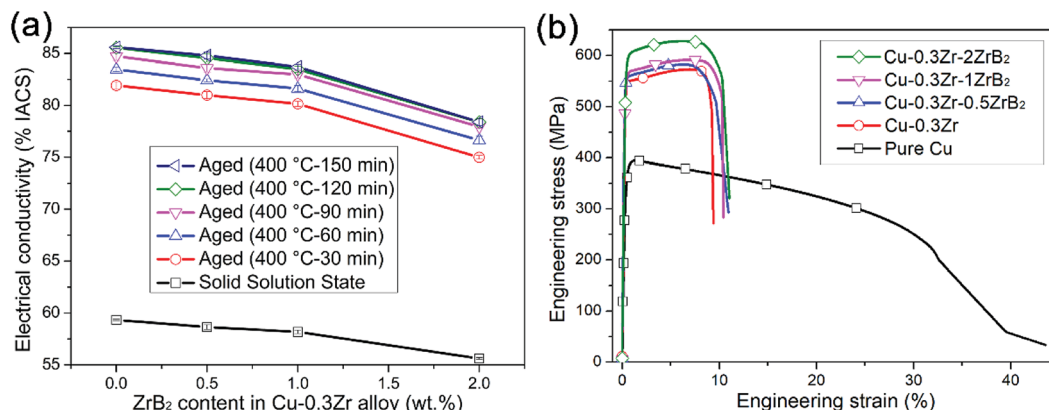 (a)
Electrical conductivity (% IACS)
85
80
75
60
55
Aged (400 °C-150 min)
Aged (400 °C-120 min)
Aged (400 °C-90 min)
Aged (400 °C-60 min)
Aged (400 °C-30 min)
Solid Solution State
0.0 0.5 1.0 1.5 2.0
ZrB₂ content in Cu-0.3Zr alloy (wt.%)
(b)
Engineering stress (MPa)
600
500
400
300
200
100
0
Cu-0.3Zr-2ZrB₂
Cu-0.3Zr-1ZrB₂
Cu-0.3Zr-0.5ZrB₂
Cu-0.3Zr
Pure Cu
0 10 20 30 40
Engineering strain (%)